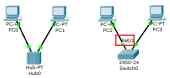 PC-PT
PC0
PC-PT
PC1
PC-PT
PC2
PC-PT
PC3
Hub-PT
Hub0
2950-24
Switch0